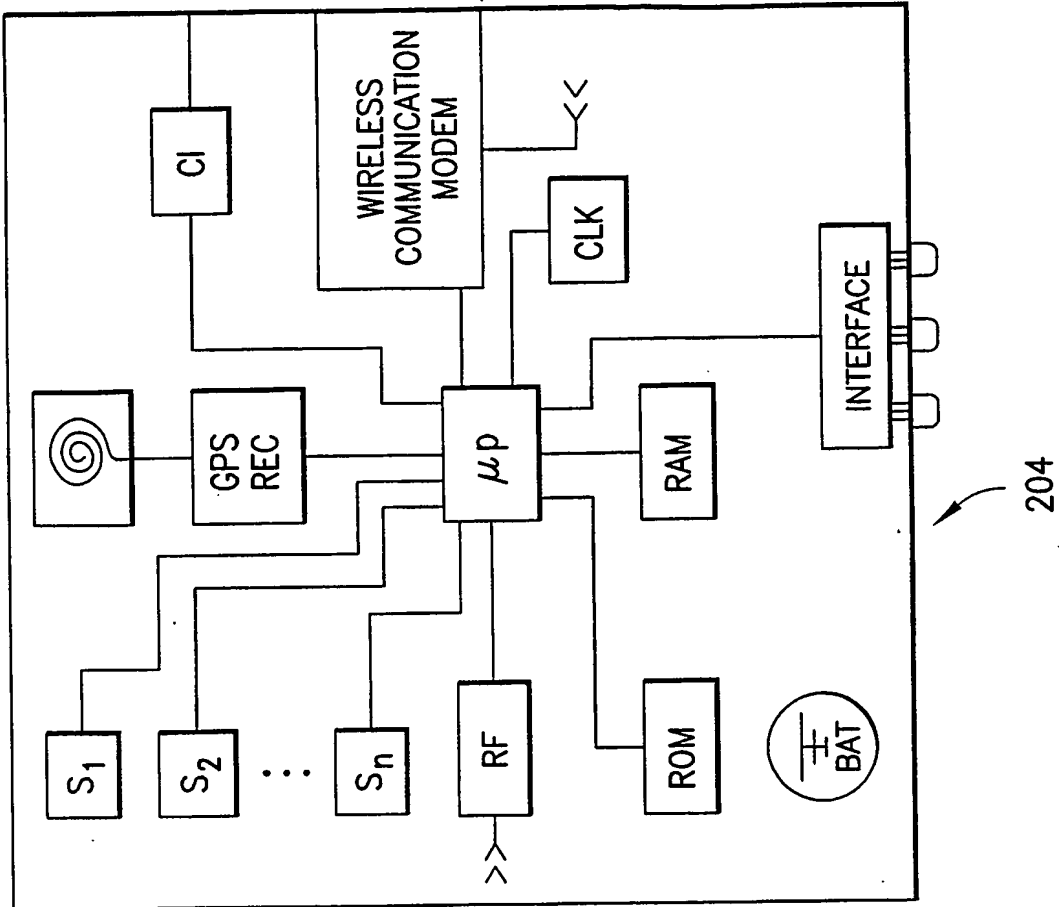 S1
S2
Sn
RF
ROM
BAT
GPS
REC
μp
RAM
CI
WIRELESS
COMMUNICATION
MODEM
CLK
INTERFACE
204